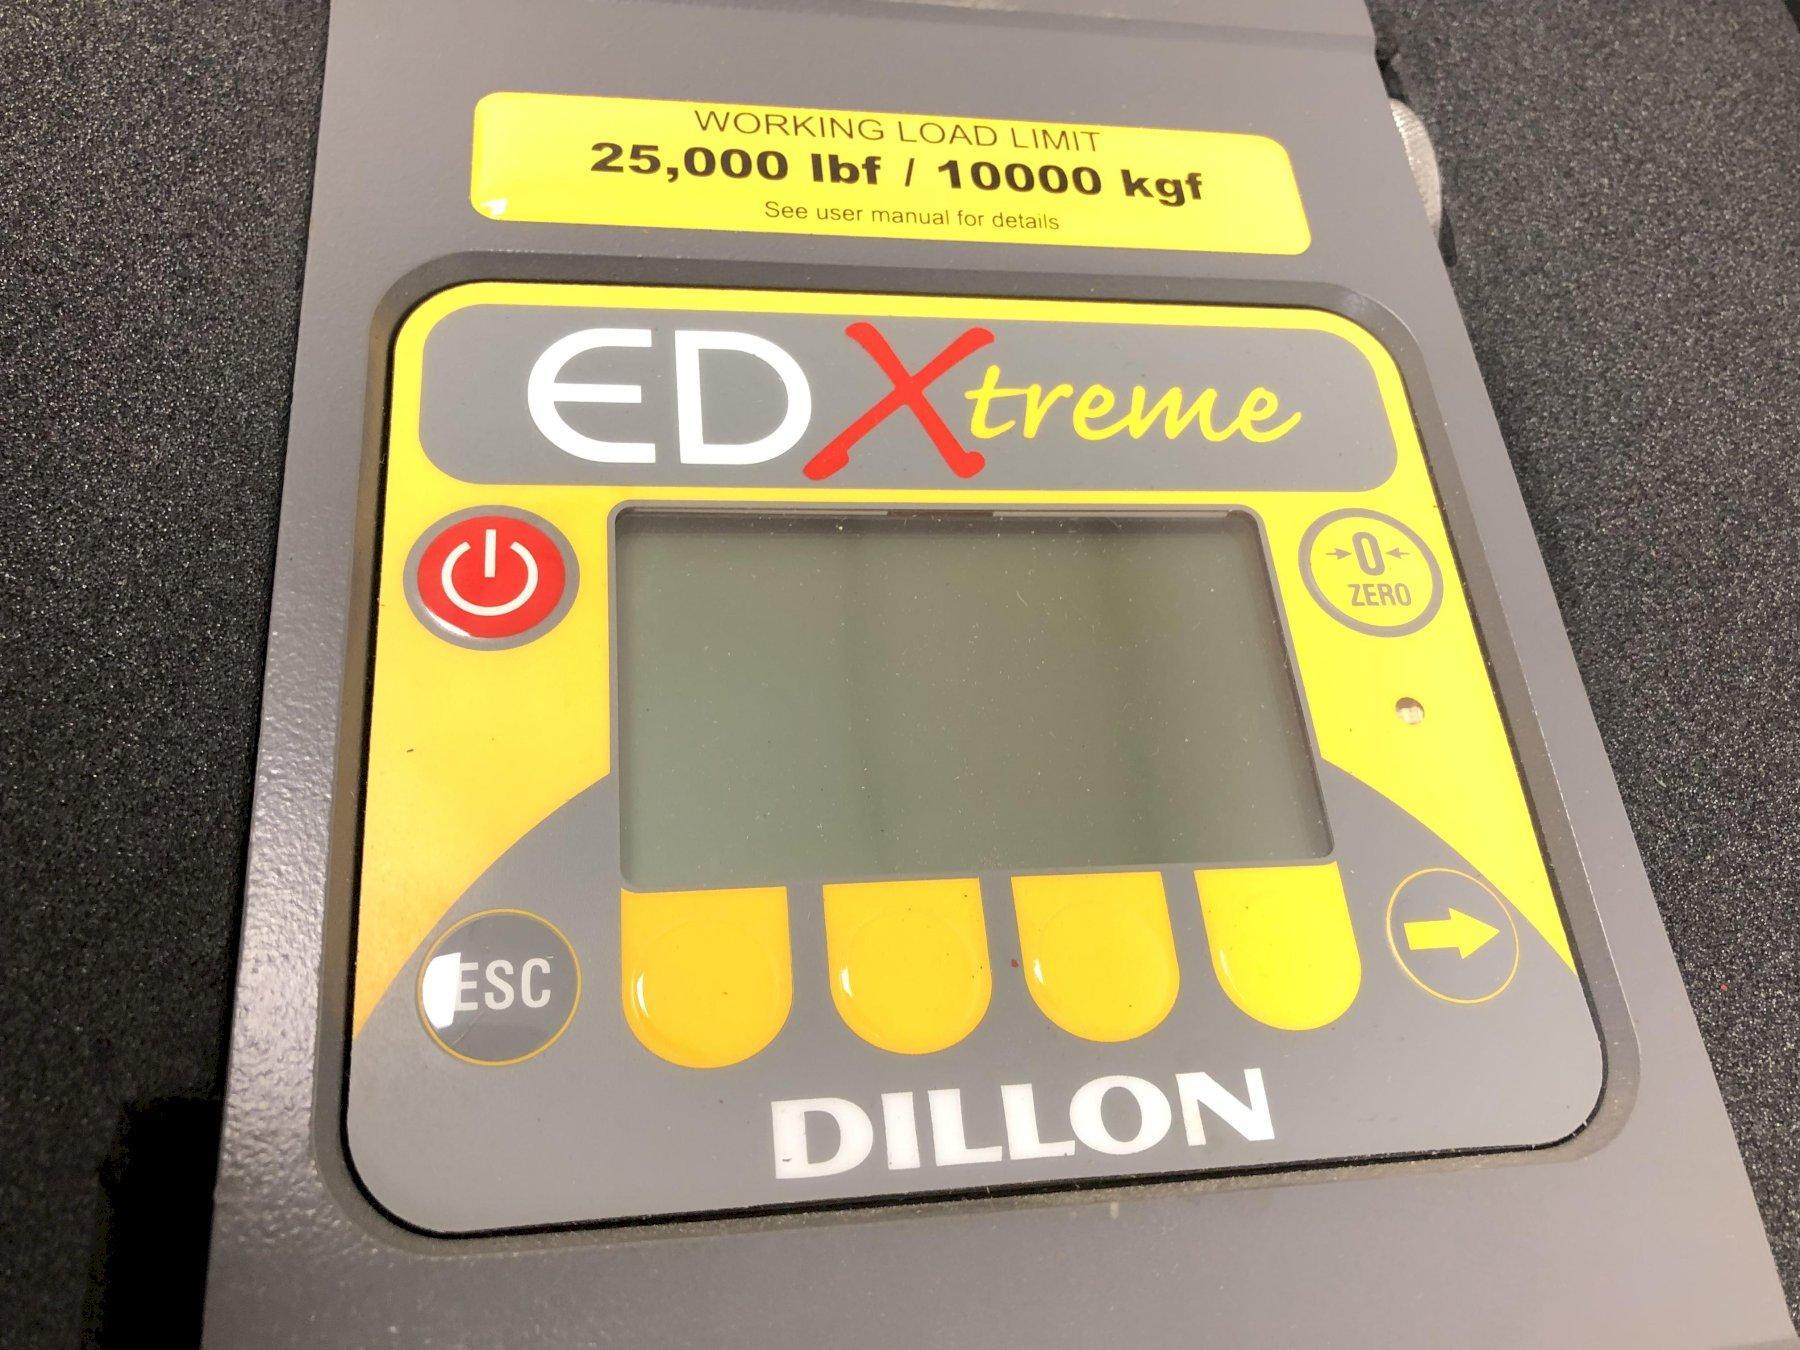 WORKING LOAD LIMIT
25,000 lbf / 10000 kgf
See user manual for details
EDXtreme
0
ZERO
ESC
DILLON